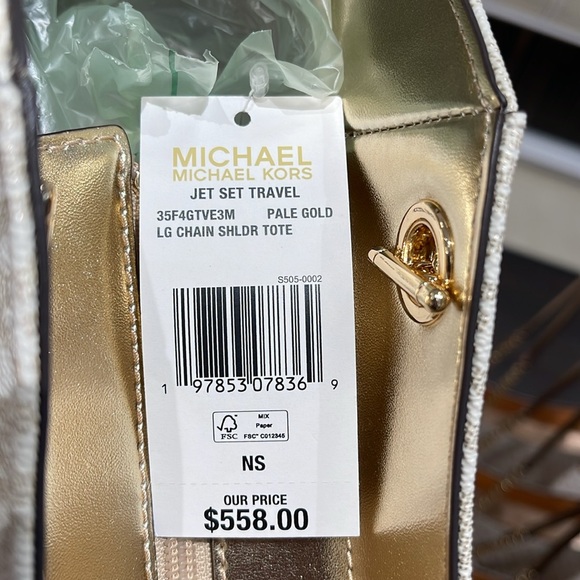 MICHAEL
MICHAEL KORS
JET SET TRAVEL
35F4GTVE3M PALE GOLD
LG CHAIN SHLDR TOTE
S505-0002
1 97853 07836 9
FSC
MIX
Paper
FSC® C012345
NS
OUR PRICE
$558.00